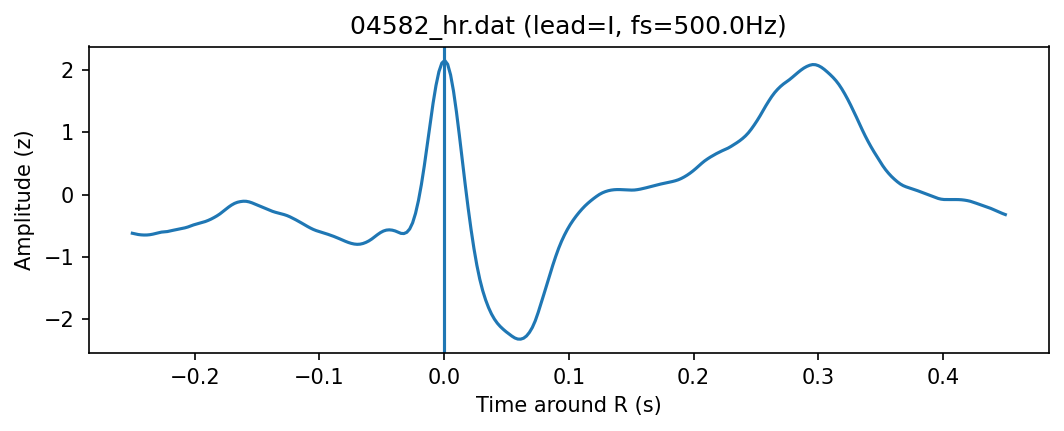 04582_hr.dat (lead=I, fs=500.0Hz)
Amplitude (z)
2
1
0
−1
−2
−0.2 −0.1 0.0 0.1 0.2 0.3 0.4
Time around R (s)